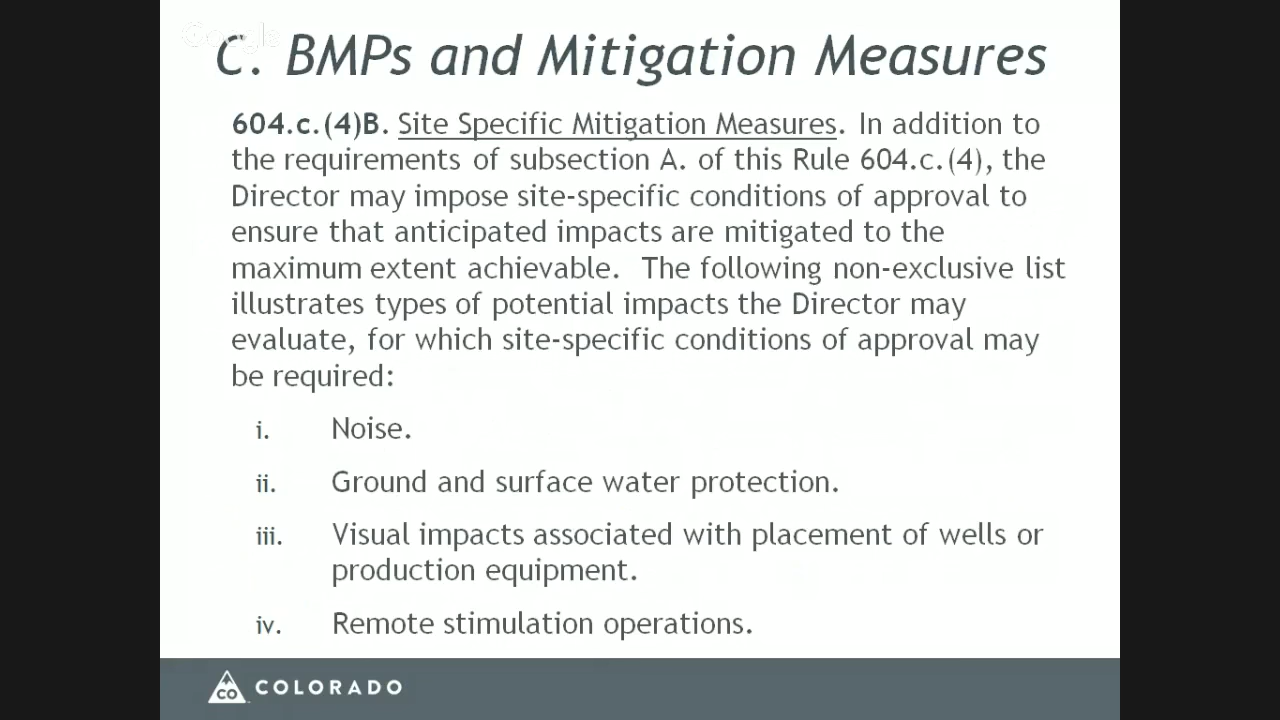 Google
C. BMPs and Mitigation Measures
604.c.(4)B. Site Specific Mitigation Measures. In addition to
the requirements of subsection A. of this Rule 604.c.(4), the
Director may impose site-specific conditions of approval to
ensure that anticipated impacts are mitigated to the
maximum extent achievable. The following non-exclusive list
illustrates types of potential impacts the Director may
evaluate, for which site-specific conditions of approval may
be required:
i. Noise.
ii. Ground and surface water protection.
iii. Visual impacts associated with placement of wells or
production equipment.
iv. Remote stimulation operations.
CO COLORADO